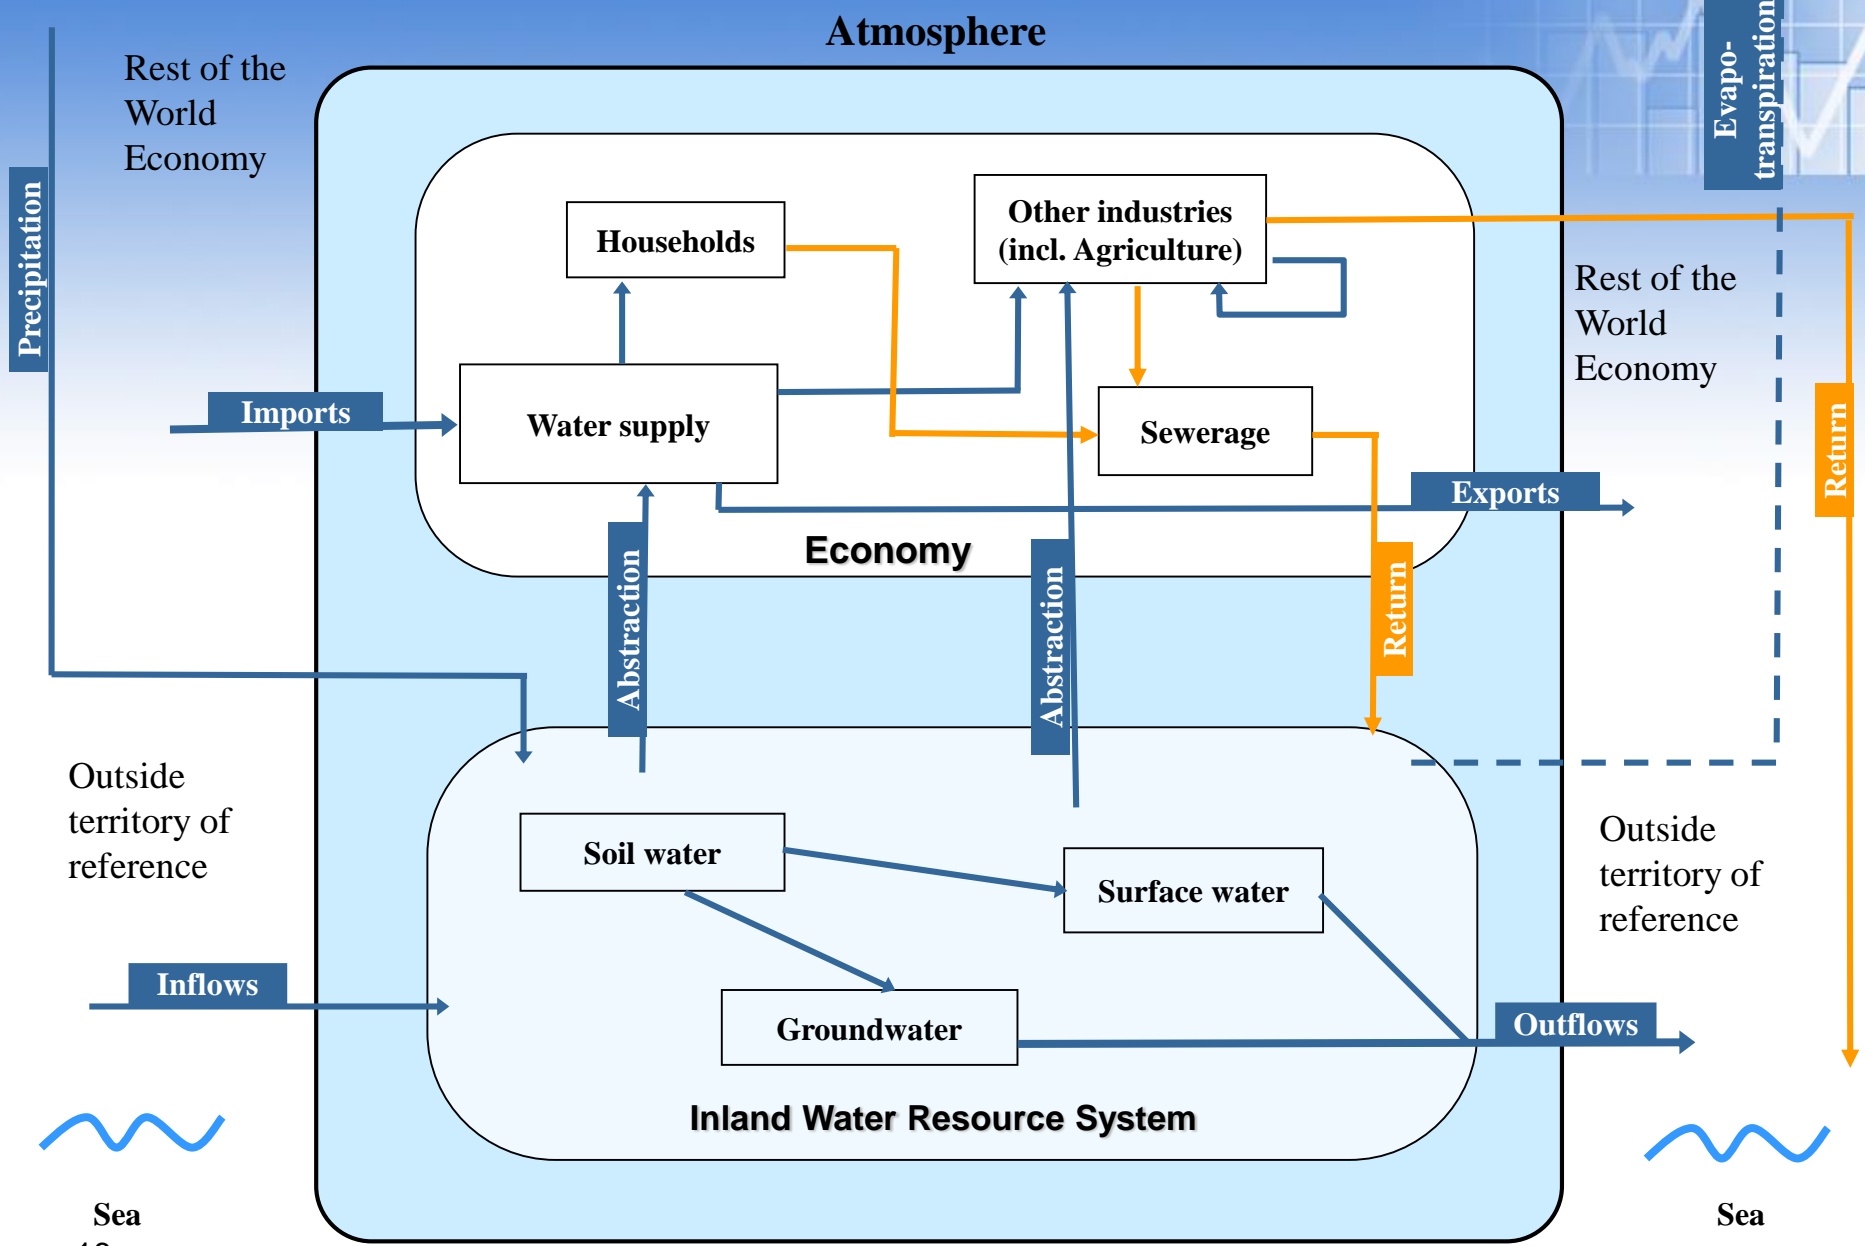 Atmosphere
Rest of the
World
Economy
Evapo-
transpiration
Precipitation
Households
Other industries
(incl. Agriculture)
Rest of the
World
Economy
Imports
Water supply
Sewerage
Return
Exports
Economy
Abstraction
Abstraction
Return
Outside
territory of
reference
Soil water
Surface water
Outside
territory of
reference
Inflows
Groundwater
Outflows
Inland Water Resource System
Sea
Sea